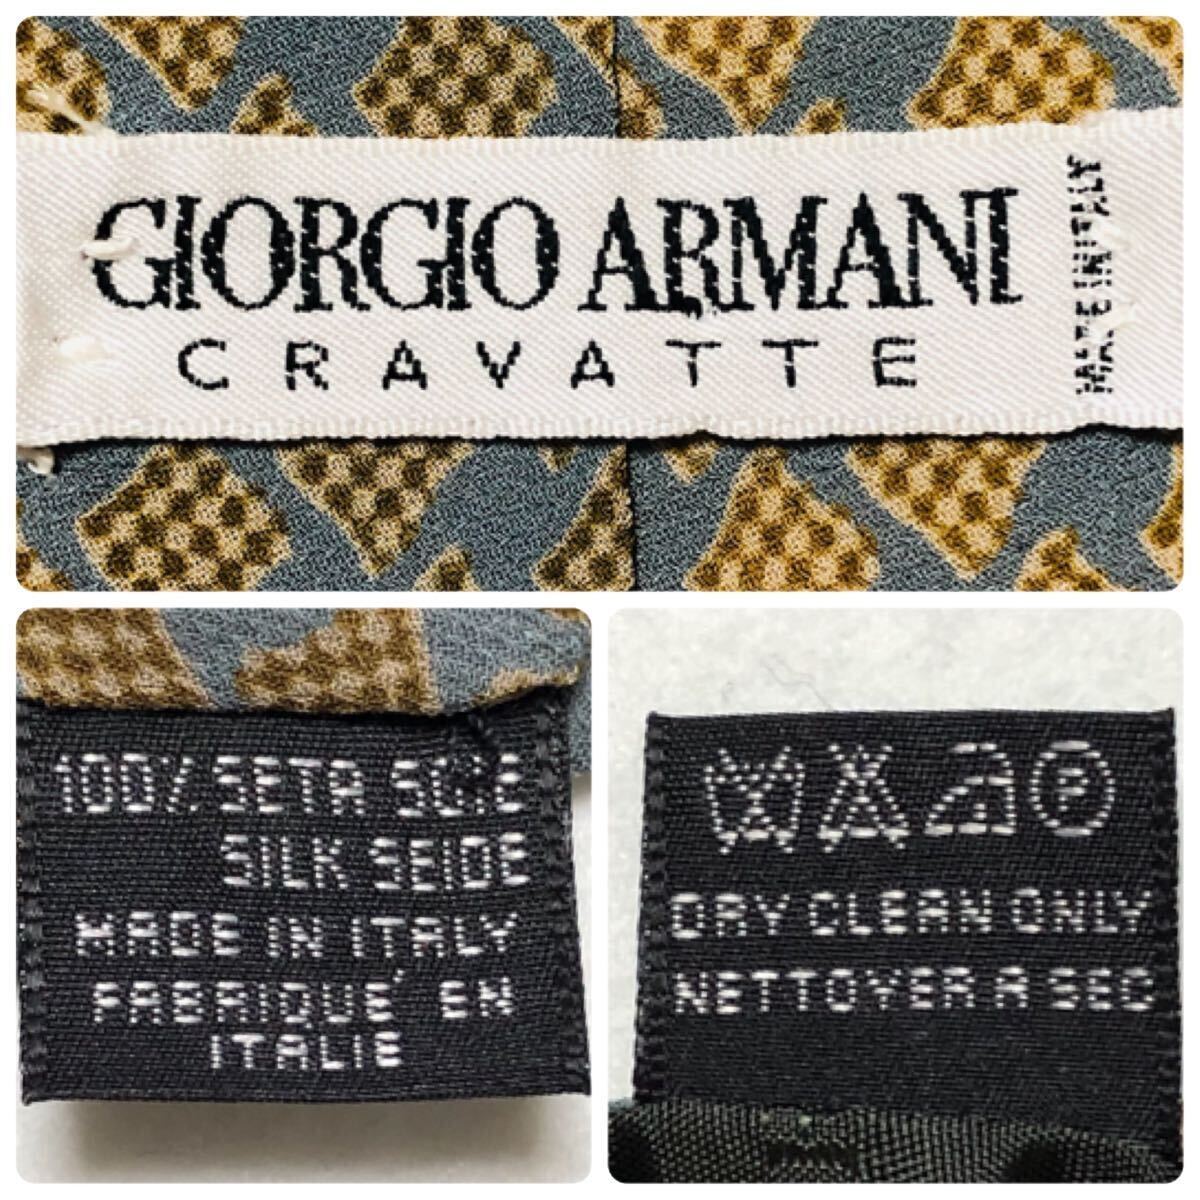 GIORGIO ARMANI
CRAVATTE
MADE IN ITALY
100% SETA SOIE
SILK SEIDE
MADE IN ITALY
FABRIQUE' EN
ITALIE
P
DRY CLEAN ONLY
NETTOYER A SEC